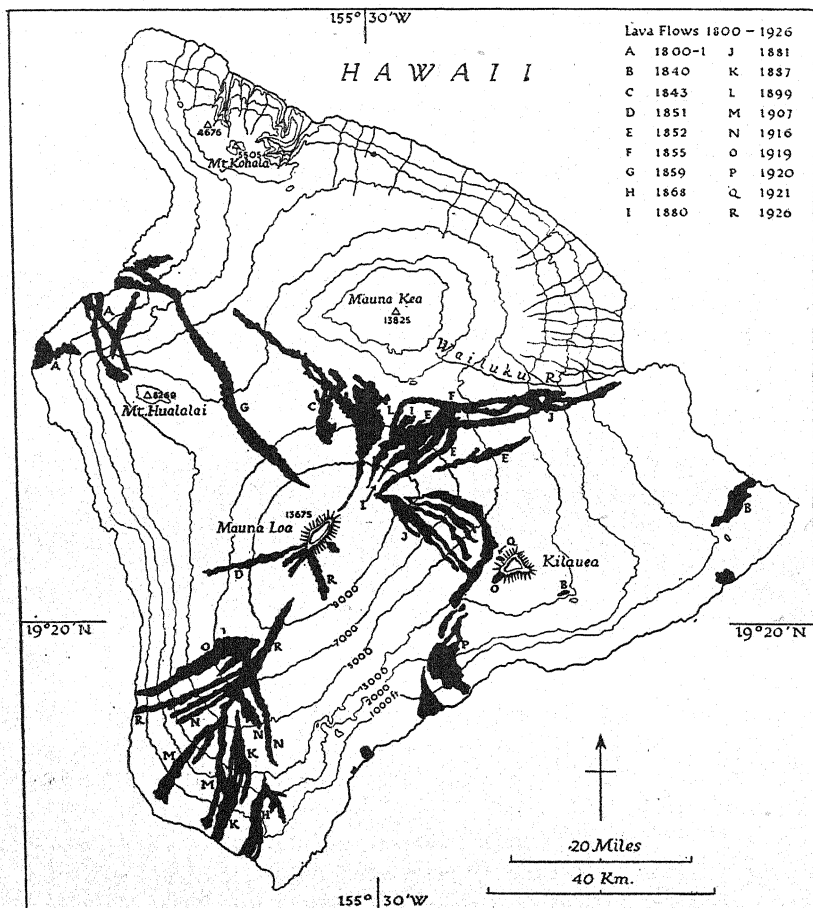 155° 30'W
Lava Flows 1800 – 1926
A 1800-1 J 1881
B 1840 K 1887
C 1843 L 1899
D 1851 M 1907
E 1852 N 1916
F 1855 O 1919
G 1859 P 1920
H 1868 Q 1921
I 1880 R 1926
HAWAII
4676
5505
Mt. Kohala
Mauna Kea
13825
Wailuku R.
A
A
8269
Mt. Hualalai
G
C
L
I
E
F
J
E
E
L
13675
Mauna Loa
D
R
J
Q
Kilauea
O
B
B
19° 20'N
19° 20'N
9000
7000
5000
3000
2000
1000ft
O
R
P
R
N
N
N
M
K
M
K
H
20 Miles
40 Km.
155° 30'W